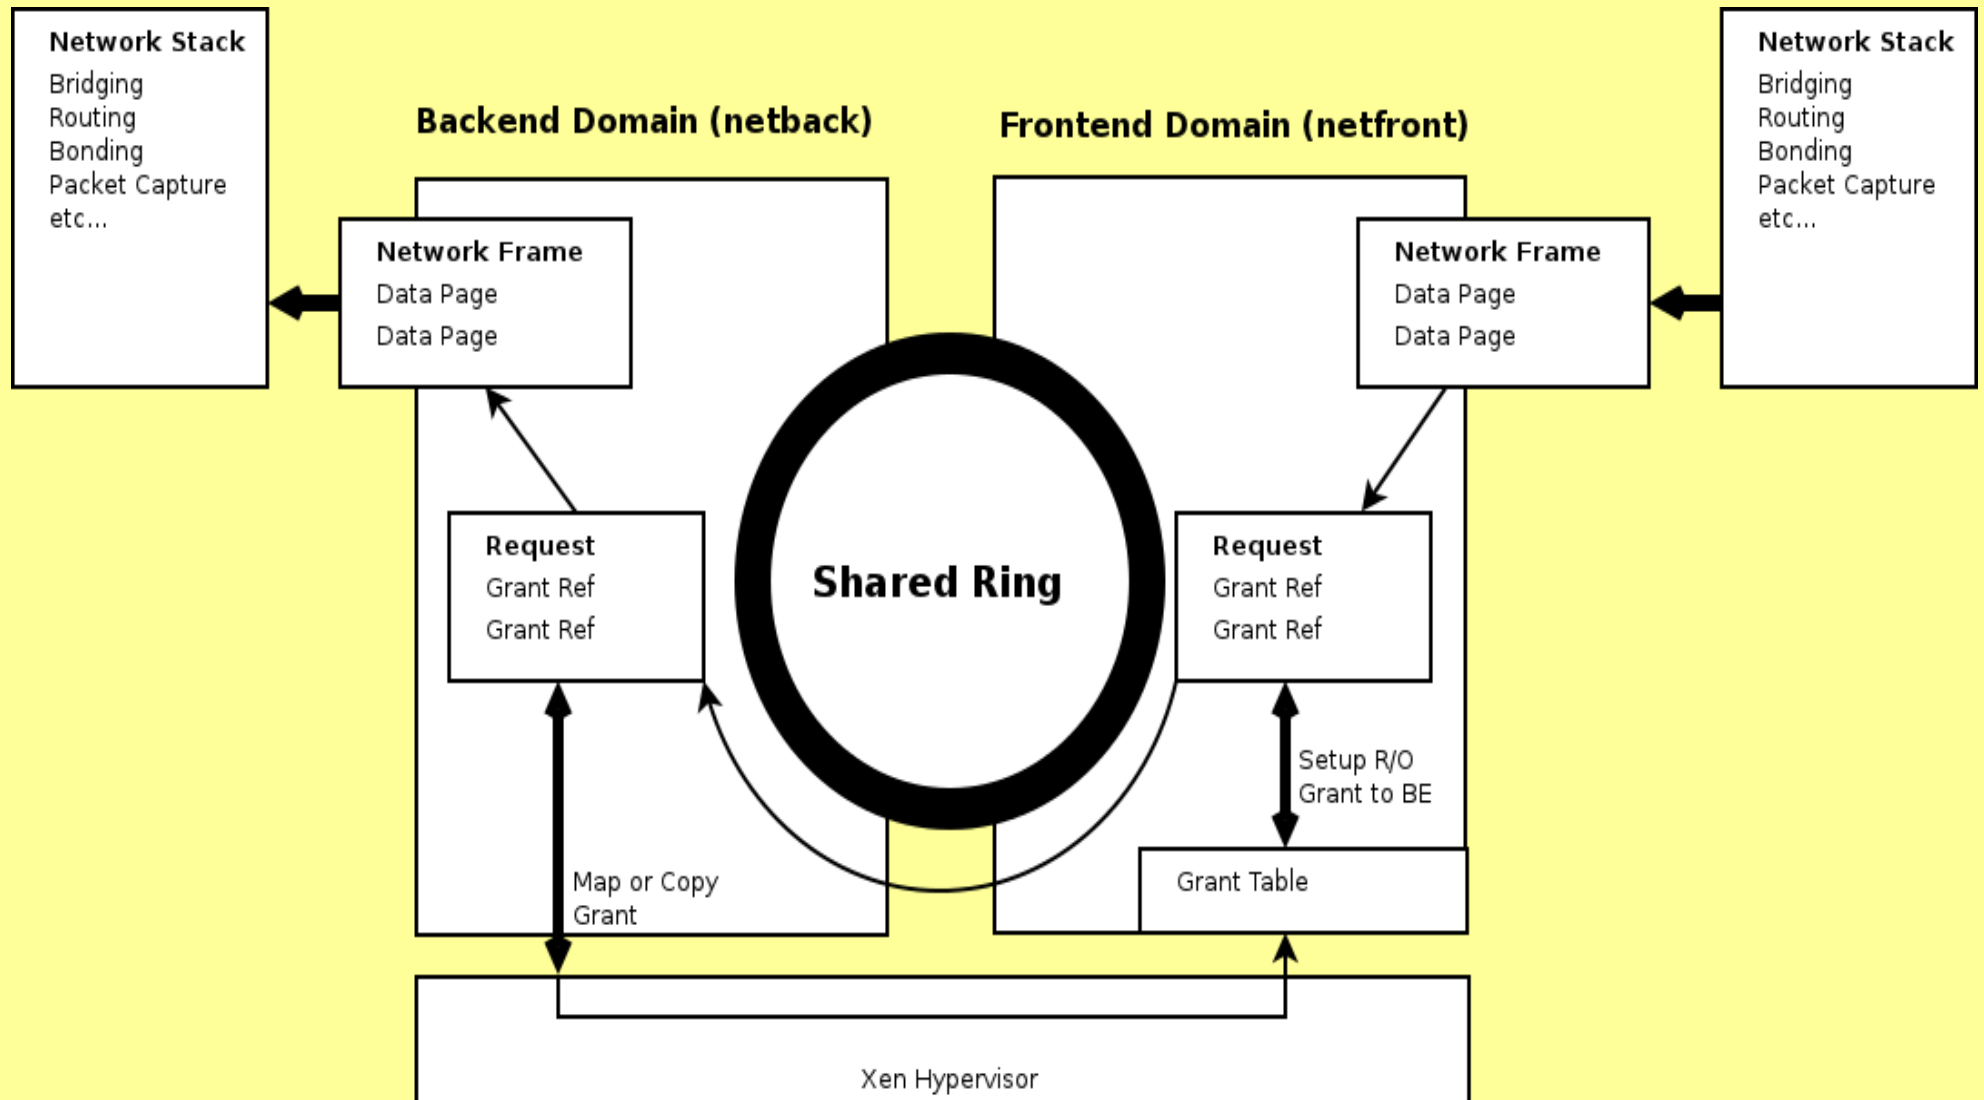 Network Stack
Bridging
Routing
Bonding
Packet Capture
etc...
Backend Domain (netback)
Frontend Domain (netfront)
Network Stack
Bridging
Routing
Bonding
Packet Capture
etc...
Network Frame
Data Page
Data Page
Network Frame
Data Page
Data Page
Request
Grant Ref
Grant Ref
Shared Ring
Request
Grant Ref
Grant Ref
Setup R/O
Grant to BE
Map or Copy
Grant
Grant Table
Xen Hypervisor